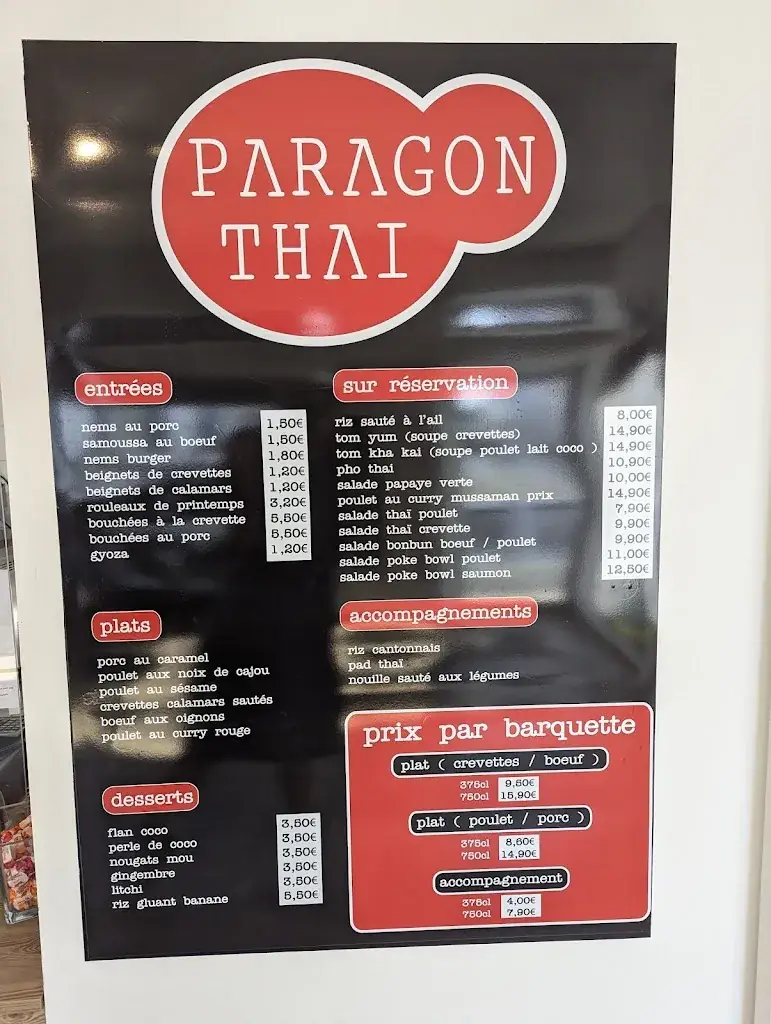 PARAGON
THAI
entrées
nems au porc 1,50€
samoussa au boeuf 1,50€
nems burger 1,80€
beignets de crevettes 1,20€
beignets de calamars 1,20€
rouleaux de printemps 3,20€
bouchées à la crevette 5,50€
bouchées au porc 5,50€
gyoza 1,20€
sur réservation
riz sauté à l'ail 8,00€
tom yum (soupe crevettes) 14,90€
tom kha kai (soupe poulet lait coco ) 14,90€
pho thai 10,90€
salade papaye verte 10,00€
poulet au curry mussaman prix 14,90€
salade thaï poulet 7,90€
salade thaï crevette 9,90€
salade bonbun boeuf / poulet 9,90€
salade poke bowl poulet 11,00€
salade poke bowl saumon 12,50€
plats
porc au caramel
poulet aux noix de cajou
poulet au sésame
crevettes calamars sautés
boeuf aux oignons
poulet au curry rouge
accompagnements
riz cantonnais
pad thaï
nouille sauté aux légumes
desserts
flan coco 3,50€
perle de coco 3,50€
nougats mou 3,50€
gingembre 3,50€
litchi 3,50€
riz gluant banane 5,50€
prix par barquette
plat ( crevettes / boeuf )
375cl 9,50€
750cl 15,90€
plat ( poulet / porc )
375cl 8,60€
750cl 14,90€
accompagnement
375cl 4,00€
750cl 7,90€